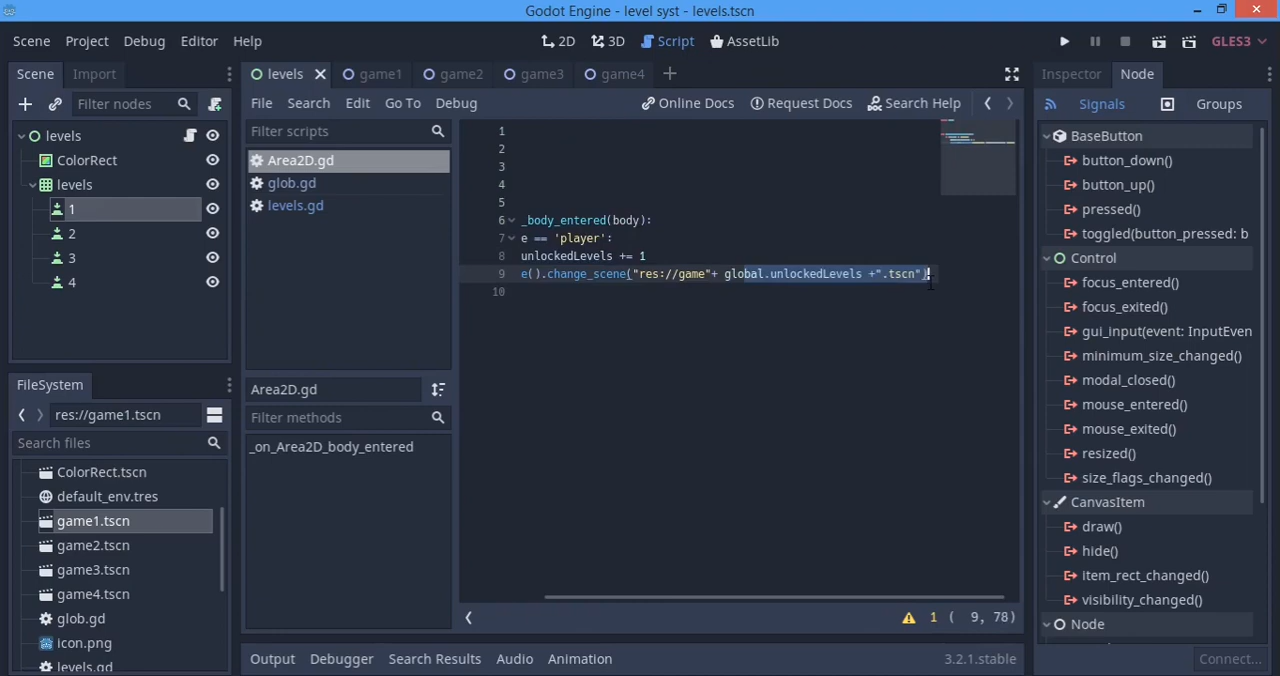 Godot Engine - level syst - levels.tscn
Scene Project Debug Editor Help
2D 3D Script AssetLib
GLES3
Scene Import
Filter nodes
levels
ColorRect
levels
1
2
3
4
FileSystem
res://game1.tscn
Search files
ColorRect.tscn
default_env.tres
game1.tscn
game2.tscn
game3.tscn
game4.tscn
glob.gd
icon.png
levels.gd
levels game1 game2 game3 game4
File Search Edit Go To Debug
Online Docs Request Docs Search Help
Filter scripts
Area2D.gd
glob.gd
levels.gd
Area2D.gd
Filter methods
_on_Area2D_body_entered
1
2
3
4
5
6 _body_entered(body):
7 e == 'player':
8 unlockedLevels += 1
9 e().change_scene("res://game"+ global.unlockedLevels +".tscn")
10
1 ( 9, 78)
Output Debugger Search Results Audio Animation
3.2.1.stable
Inspector Node
Signals Groups
BaseButton
button_down()
button_up()
pressed()
toggled(button_pressed: b
Control
focus_entered()
focus_exited()
gui_input(event: InputEven
minimum_size_changed()
modal_closed()
mouse_entered()
mouse_exited()
resized()
size_flags_changed()
CanvasItem
draw()
hide()
item_rect_changed()
visibility_changed()
Node
Connect...